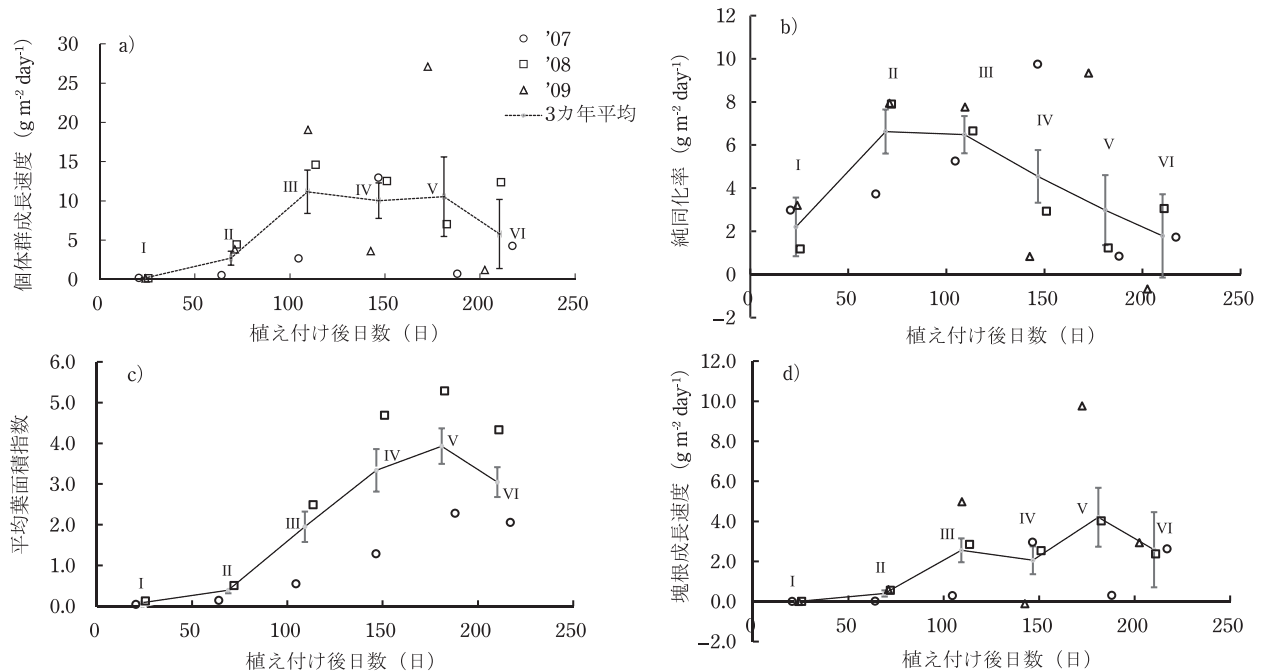 a)
個体群成長速度（g m-2 day-1）
30
25
20
15
10
5
0
0 50 100 150 200 250
植え付け後日数（日）
I
II
III
IV
V
VI
'07
'08
'09
3カ年平均
b)
純同化率（g m-2 day-1）
12
10
8
6
4
2
0
−2
0 50 100 150 200 250
植え付け後日数（日）
I
II
III
IV
V
VI
c)
平均葉面積指数
6.0
5.0
4.0
3.0
2.0
1.0
0.0
0 50 100 150 200 250
植え付け後日数（日）
I
II
III
IV
V
VI
d)
塊根成長速度（g m-2 day-1）
12.0
10.0
8.0
6.0
4.0
2.0
0.0
−2.0
0 50 100 150 200 250
植え付け後日数（日）
I
II
III
IV
V
VI